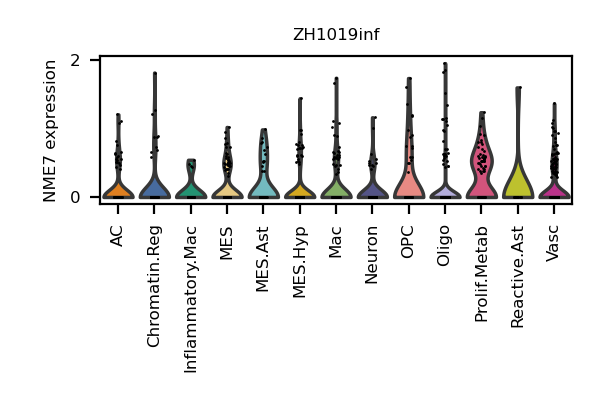 ZH1019inf
NME7 expression
2
0
AC
Chromatin.Reg
Inflammatory.Mac
MES
MES.Ast
MES.Hyp
Mac
Neuron
OPC
Oligo
Prolif.Metab
Reactive.Ast
Vasc